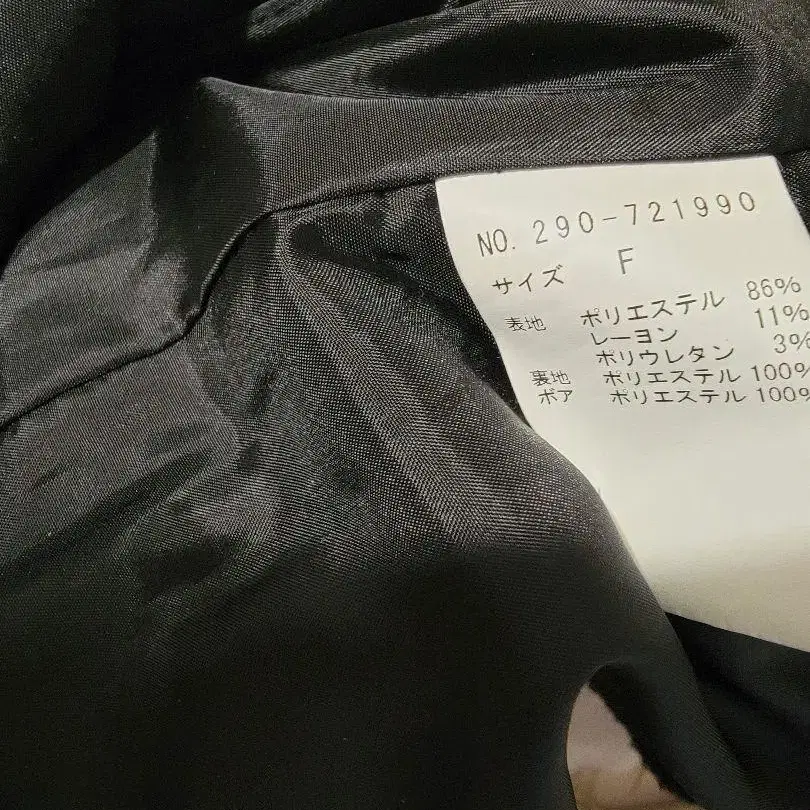 NO. 290-721990
サイズ F
表地 ポリエステル 86%
レーヨン 11%
ポリウレタン 3%
裏地 ポリエステル 100%
ボア ポリエステル 100%